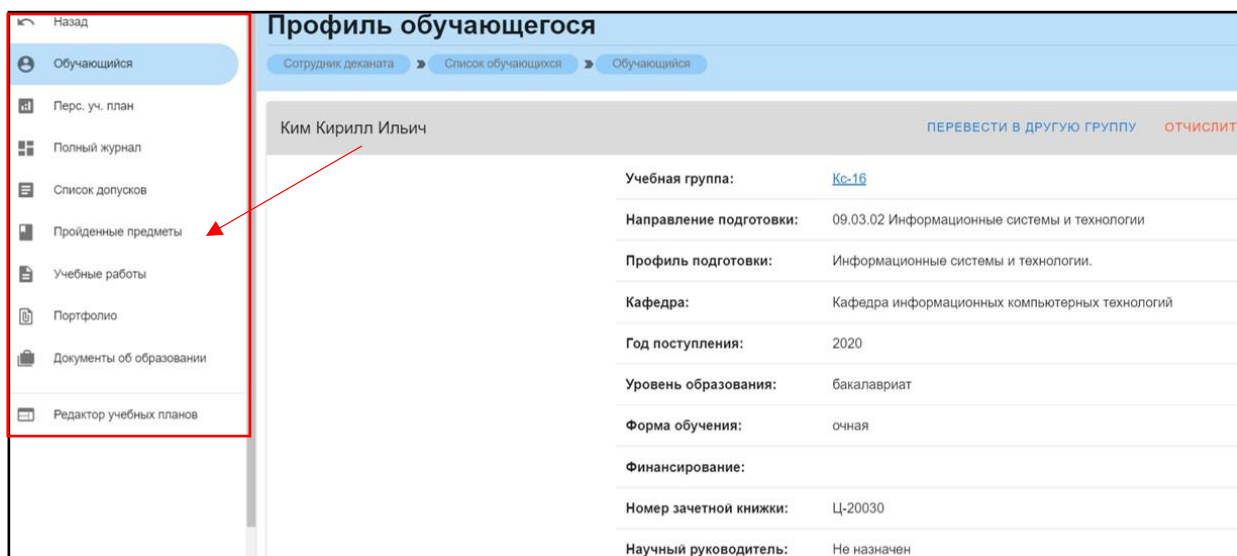 Назад
Обучающийся
Перс. уч. план
Полный журнал
Список допусков
Пройденные предметы
Учебные работы
Портфолио
Документы об образовании
Редактор учебных планов
Профиль обучающегося
Сотрудник деканата Список обучающихся Обучающийся
Ким Кирилл Ильич ПЕРЕВЕСТИ В ДРУГУЮ ГРУППУ ОТЧИСЛИТ
Учебная группа: Кс-16
Направление подготовки: 09.03.02 Информационные системы и технологии
Профиль подготовки: Информационные системы и технологии.
Кафедра: Кафедра информационных компьютерных технологий
Год поступления: 2020
Уровень образования: бакалавриат
Форма обучения: очная
Финансирование:
Номер зачетной книжки: Ц-20030
Научный руководитель: Не назначен